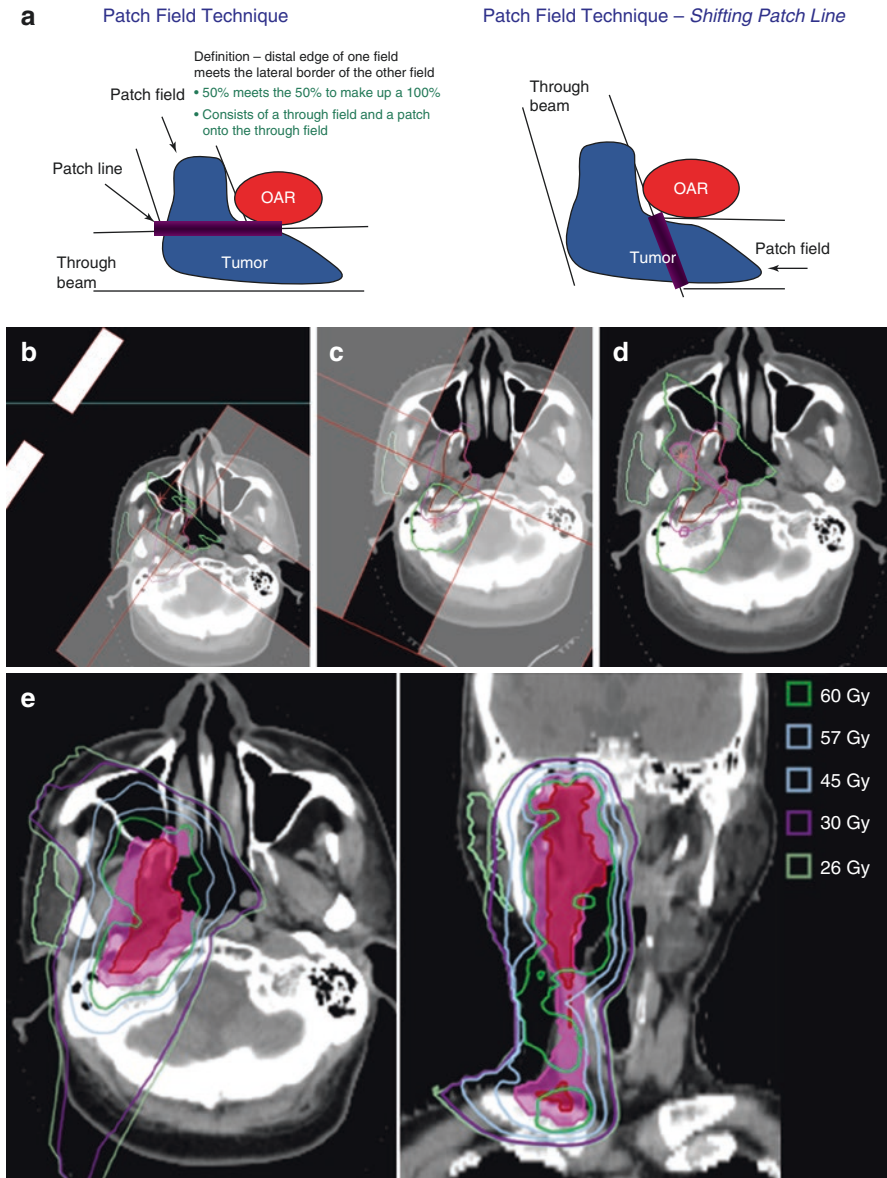 a
Patch Field Technique
Patch Field Technique – Shifting Patch Line
Definition – distal edge of one field
meets the lateral border of the other field
• 50% meets the 50% to make up a 100%
• Consists of a through field and a patch
onto the through field
Patch field
Patch line
OAR
Through
beam
Tumor
Through
beam
OAR
Tumor
Patch field
b
c
d
e
60 Gy
57 Gy
45 Gy
30 Gy
26 Gy